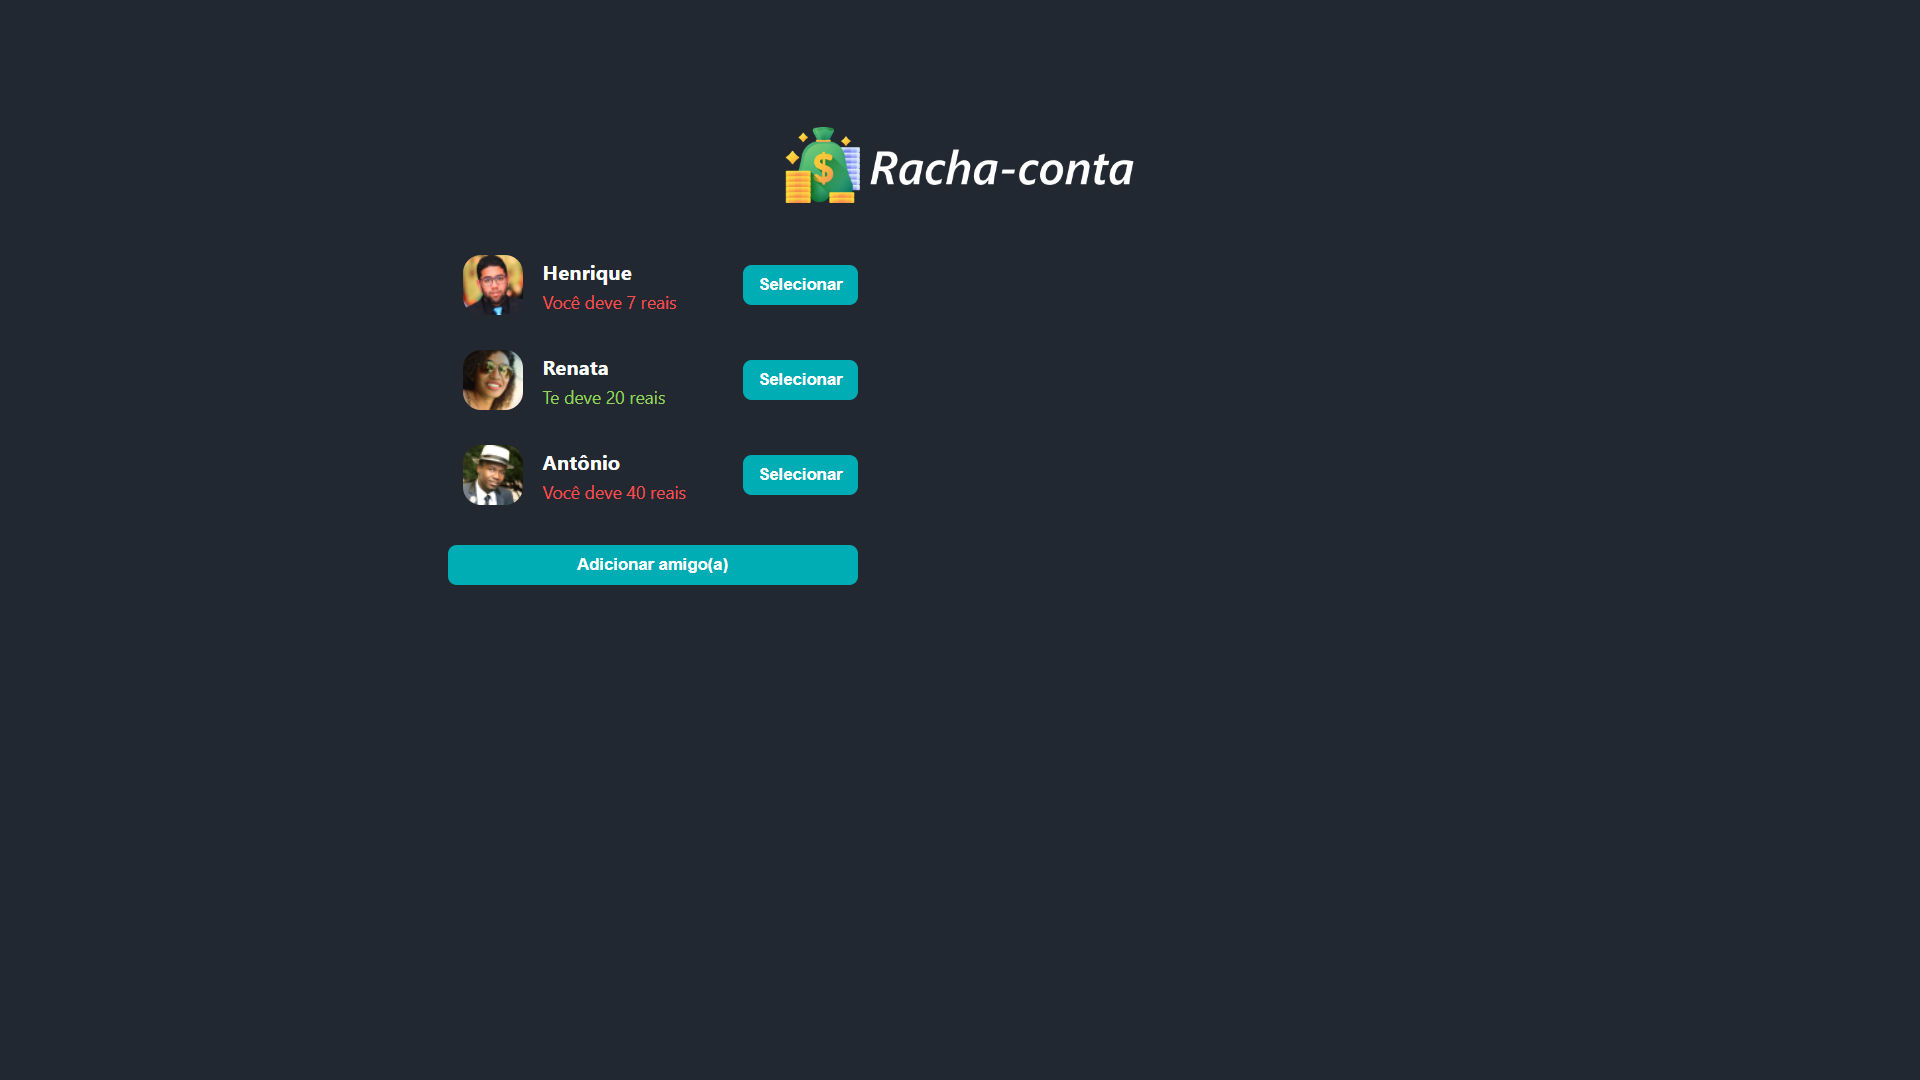 Racha-conta
Henrique
Você deve 7 reais
Selecionar
Renata
Te deve 20 reais
Selecionar
Antônio
Você deve 40 reais
Selecionar
Adicionar amigo(a)